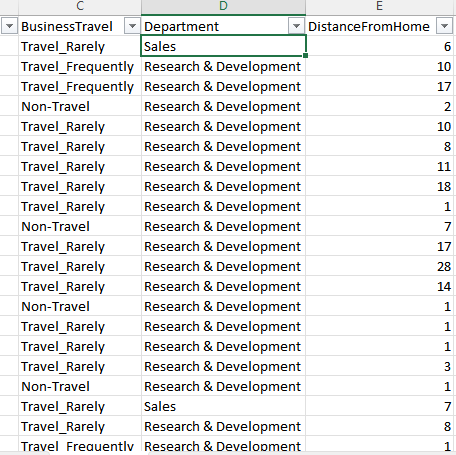 C D E
BusinessTravel Department DistanceFromHome
Travel_Rarely Sales 6
Travel_Frequently Research & Development 10
Travel_Frequently Research & Development 17
Non-Travel Research & Development 2
Travel_Rarely Research & Development 10
Travel_Rarely Research & Development 8
Travel_Rarely Research & Development 11
Travel_Rarely Research & Development 18
Travel_Rarely Research & Development 1
Non-Travel Research & Development 7
Travel_Rarely Research & Development 17
Travel_Rarely Research & Development 28
Travel_Rarely Research & Development 14
Non-Travel Research & Development 1
Travel_Rarely Research & Development 1
Travel_Rarely Research & Development 1
Travel_Rarely Research & Development 3
Non-Travel Research & Development 1
Travel_Rarely Sales 7
Travel_Rarely Research & Development 8
Travel_Frequently Research & Development 1